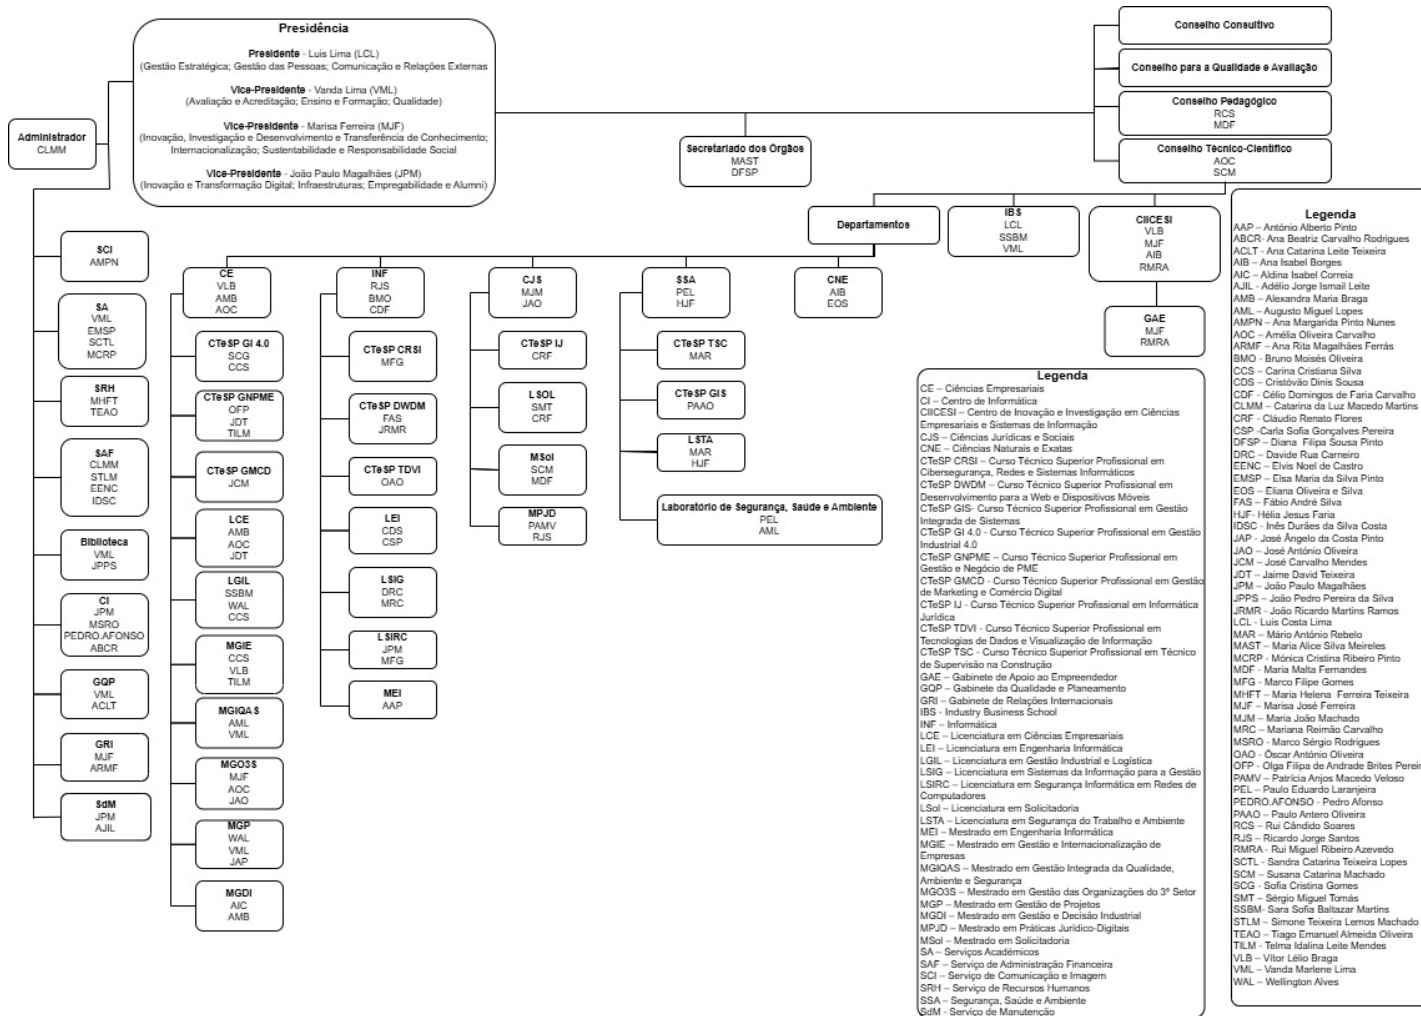 Presidência
Presidente - Luis Lima (LCL)
(Gestão Estratégica; Gestão das Pessoas; Comunicação e Relações Externas
Vice-Presidente - Vanda Lima (VML)
(Avaliação e Acreditação; Ensino e Formação; Qualidade)
Vice-Presidente - Marisa Ferreira (MJF)
(Inovação, Investigação e Desenvolvimento e Transferência de Conhecimento;
Internacionalização; Sustentabilidade e Responsabilidade Social
Vice-Presidente - João Paulo Magalhães (JPM)
(Inovação e Transformação Digital; Infraestruturas; Empregabilidade e Alumni)
Administrador
CLMM
Conselho Consultivo
Conselho para a Qualidade e Avaliação
Conselho Pedagógico
RCS
MDF
Conselho Técnico-Científico
AOC
SCM
Secretariado dos Órgãos
MAST
DFSP
Departamentos
IBS
LCL
SSBM
VML
CIICESI
VLB
MJF
AIB
RMRA
GAE
MJF
RMRA
SCI
AMPN
SA
VML
EMSP
SCTL
MCRP
SRH
MHFT
TEAO
SAF
CLMM
STLM
EENC
IDSC
Biblioteca
VML
JPPS
CI
JPM
MSRO
PEDRO.AFONSO
ABCR
GQP
VML
ACLT
GRI
MJF
ARMF
SdM
JPM
AJIL
CE
VLB
AMB
AOC
CTeSP GI 4.0
SCG
CCS
CTeSP GNPME
OFP
JDT
TILM
CTeSP GMCD
JCM
LCE
AMB
AOC
JDT
LGIL
SSBM
WAL
CCS
MGIE
CCS
VLB
TILM
MGIQAS
AML
VML
MGO3S
MJF
AOC
JAO
MGP
WAL
VML
JAP
MGDI
AIC
AMB
INF
RJS
BMO
CDF
CTeSP CRSI
MFG
CTeSP DWDM
FAS
JRMR
CTeSP TDVI
OAO
LEI
CDS
CSP
LSIG
DRC
MRC
LSIRC
JPM
MFG
MEI
AAP
CJS
MJM
JAO
CTeSP IJ
CRF
LSOL
SMT
CRF
MSol
SCM
MDF
MPJD
PAMV
RJS
SSA
PEL
HJF
CTeSP TSC
MAR
CTeSP GIS
PAAO
LSTA
MAR
HJF
Laboratório de Segurança, Saúde e Ambiente
PEL
AML
CNE
AIB
EOS
Legenda
CE – Ciências Empresariais
CI – Centro de Informática
CIICESI – Centro de Inovação e Investigação em Ciências
Empresariais e Sistemas de Informação
CJS – Ciências Jurídicas e Sociais
CNE – Ciências Naturais e Exatas
CTeSP CRSI – Curso Técnico Superior Profissional em
Cibersegurança, Redes e Sistemas Informáticos
CTeSP DWDM – Curso Técnico Superior Profissional em
Desenvolvimento para a Web e Dispositivos Móveis
CTeSP GIS- Curso Técnico Superior Profissional em Gestão
Integrada de Sistemas
CTeSP GI 4.0 - Curso Técnico Superior Profissional em Gestão
Industrial 4.0
CTeSP GNPME – Curso Técnico Superior Profissional em
Gestão e Negócio de PME
CTeSP GMCD - Curso Técnico Superior Profissional em Gestão
de Marketing e Comércio Digital
CTeSP IJ - Curso Técnico Superior Profissional em Informática
Jurídica
CTeSP TDVI - Curso Técnico Superior Profissional em
Tecnologias de Dados e Visualização de Informação
CTeSP TSC - Curso Técnico Superior Profissional em Técnico
de Supervisão na Construção
GAE – Gabinete de Apoio ao Empreendedor
GQP – Gabinete da Qualidade e Planeamento
GRI – Gabinete de Relações Internacionais
IBS - Industry Business School
INF – Informática
LCE – Licenciatura em Ciências Empresariais
LEI – Licenciatura em Engenharia Informática
LGIL – Licenciatura em Gestão Industrial e Logística
LSIG – Licenciatura em Sistemas da Informação para a Gestão
LSIRC – Licenciatura em Segurança Informática em Redes de
Computadores
LSol – Licenciatura em Solicitadoria
LSTA – Licenciatura em Segurança do Trabalho e Ambiente
MEI – Mestrado em Engenharia Informática
MGIE – Mestrado em Gestão e Internacionalização de
Empresas
MGIQAS – Mestrado em Gestão Integrada da Qualidade,
Ambiente e Segurança
MGO3S – Mestrado em Gestão das Organizações do 3º Setor
MGP – Mestrado em Gestão de Projetos
MGDI – Mestrado em Gestão e Decisão Industrial
MPJD – Mestrado em Práticas Jurídico-Digitais
MSol – Mestrado em Solicitadoria
SA – Serviços Académicos
SAF – Serviço de Administração Financeira
SCI – Serviço de Comunicação e Imagem
SRH – Serviço de Recursos Humanos
SSA – Segurança, Saúde e Ambiente
SdM - Serviço de Manutenção
Legenda
AAP – António Alberto Pinto
ABCR- Ana Beatriz Carvalho Rodrigues
ACLT - Ana Catarina Leite Teixeira
AIB – Ana Isabel Borges
AIC – Aldina Isabel Correia
AJIL - Adélio Jorge Ismail Leite
AMB – Alexandra Maria Braga
AML – Augusto Miguel Lopes
AMPN – Ana Margarida Pinto Nunes
AOC – Amélia Oliveira Carvalho
ARMF – Ana Rita Magalhães Ferrás
BMO – Bruno Moisés Oliveira
CCS – Carina Cristiana Silva
CDS – Cristóvão Dinis Sousa
CDF – Célio Domingos de Faria Carvalho
CLMM – Catarina da Luz Macedo Martins
CRF – Cláudio Renato Flores
CSP -Carla Sofia Gonçalves Pereira
DFSP – Diana Filipa Sousa Pinto
DRC – Davide Rua Carneiro
EENC – Elvis Noel de Castro
EMSP – Elsa Maria da Silva Pinto
EOS – Eliana Oliveira e Silva
FAS – Fábio André Silva
HJF- Hélia Jesus Faria
IDSC – Inês Durães da Silva Costa
JAP – José Ângelo da Costa Pinto
JAO – José António Oliveira
JCM – José Carvalho Mendes
JDT – Jaime David Teixeira
JPM – João Paulo Magalhães
JPPS – João Pedro Pereira da Silva
JRMR - João Ricardo Martins Ramos
LCL - Luis Costa Lima
MAR – Mário António Rebelo
MAST – Maria Alice Silva Meireles
MCRP - Mónica Cristina Ribeiro Pinto
MDF – Maria Malta Fernandes
MFG – Marco Filipe Gomes
MHFT – Maria Helena Ferreira Teixeira
MJF – Marisa José Ferreira
MJM – Maria João Machado
MRC – Mariana Reimão Carvalho
MSRO - Marco Sérgio Rodrigues
OAO – Óscar António Oliveira
OFP – Olga Filipa de Andrade Brites Pereir
PAMV – Patrícia Anjos Macedo Veloso
PEL – Paulo Eduardo Laranjeira
PEDRO.AFONSO - Pedro Afonso
PAAO – Paulo Antero Oliveira
RCS – Rui Cândido Soares
RJS – Ricardo Jorge Santos
RMRA - Rui Miguel Ribeiro Azevedo
SCTL - Sandra Catarina Teixeira Lopes
SCM – Susana Catarina Machado
SCG – Sofia Cristina Gomes
SMT – Sérgio Miguel Tomás
SSBM- Sara Sofia Baltazar Martins
STLM – Simone Teixeira Lemos Machado
TEAO – Tiago Emanuel Almeida Oliveira
TILM – Telma Idalina Leite Mendes
VLB – Vítor Lélio Braga
VML – Vanda Marlene Lima
WAL – Wellington Alves